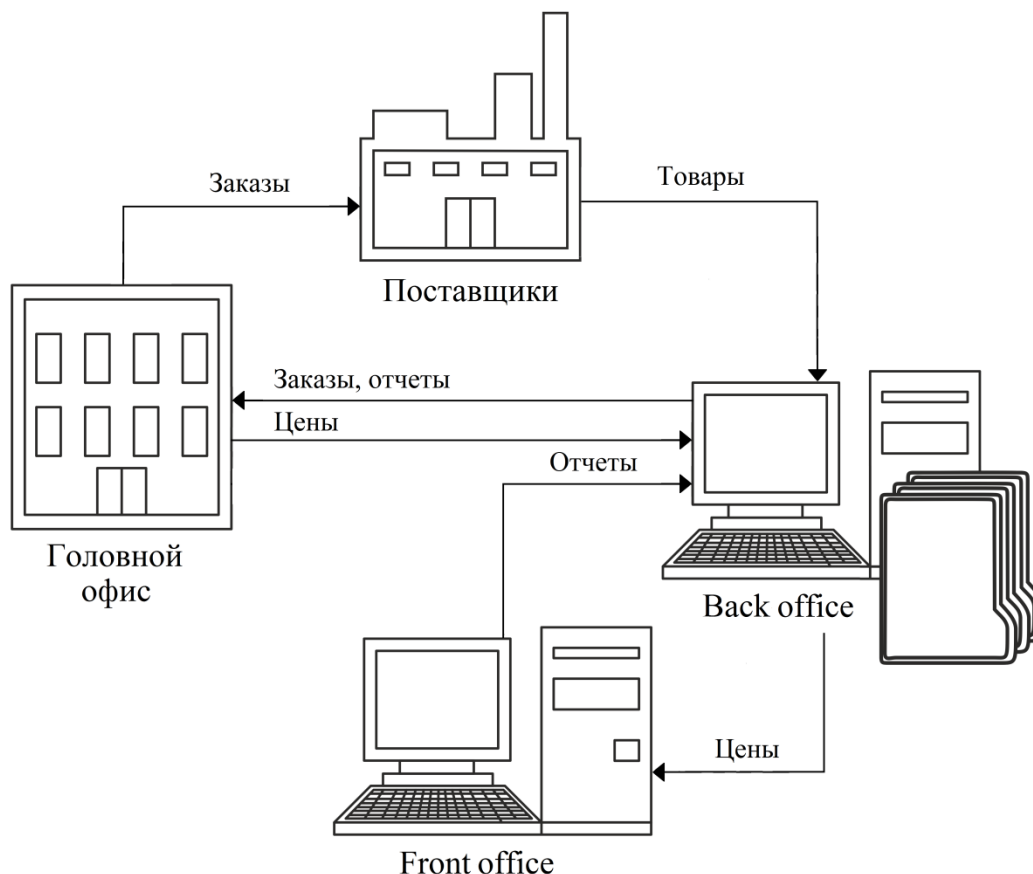 Заказы
Товары
Поставщики
Заказы, отчеты
Цены
Отчеты
Головной
офис
Back office
Цены
Front office